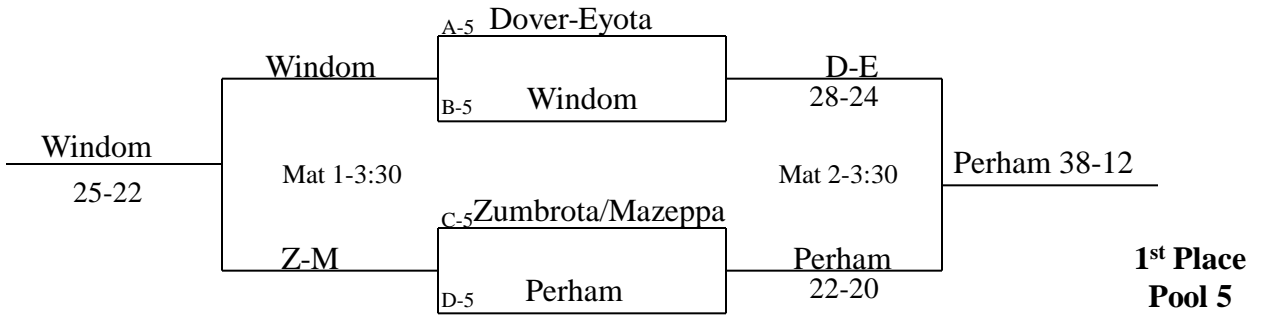 A-5 Dover-Eyota
Windom
D-E
B-5 Windom
28-24
Windom
25-22
Mat 1-3:30
Mat 2-3:30
Perham 38-12
C-5 Zumbrota/Mazeppa
Z-M
Perham
D-5 Perham
22-20
1st Place
Pool 5